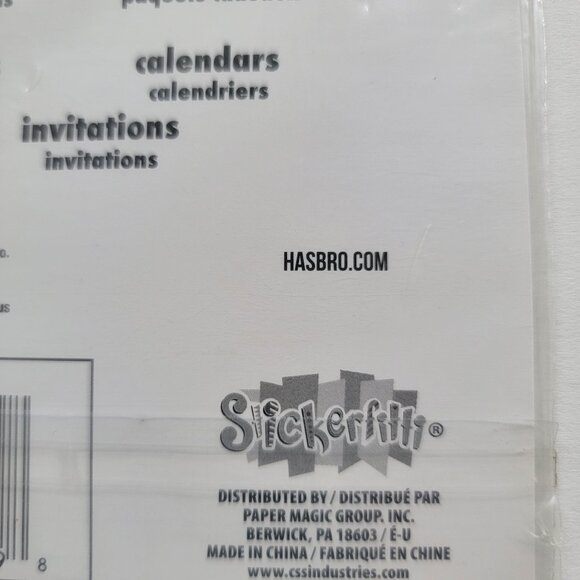 calendars
calendriers
invitations
invitations
HASBRO.COM
Stickerfitti®
DISTRIBUTED BY / DISTRIBUÉ PAR
PAPER MAGIC GROUP. INC.
BERWICK, PA 18603 / É-U
MADE IN CHINA / FABRIQUÉ EN CHINE
www.cssindustries.com
8